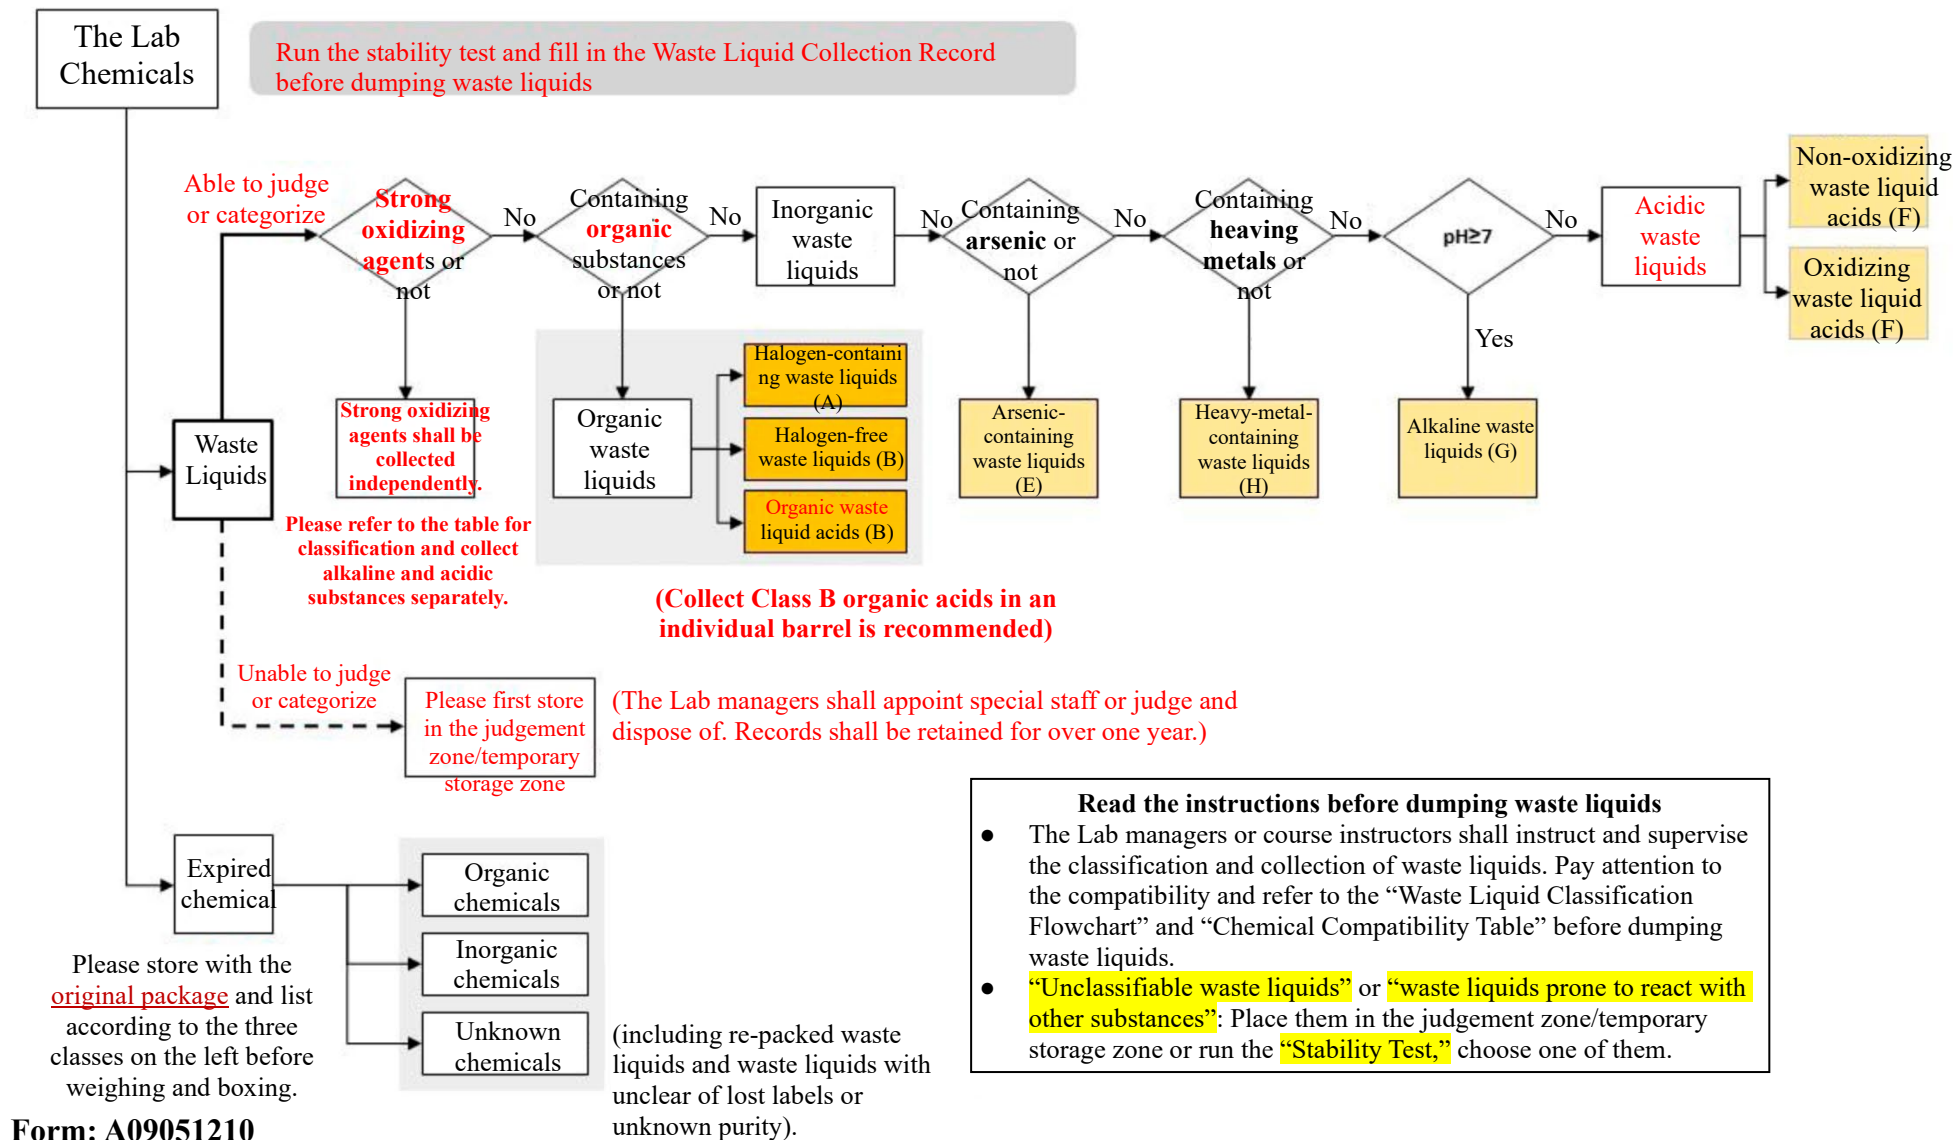 The Lab
Chemicals
Run the stability test and fill in the Waste Liquid Collection Record
before dumping waste liquids
Able to judge
or categorize
Strong
oxidizing
agents or
not
No
Containing
organic
substances
or not
No
Inorganic
waste
liquids
No
Containing
arsenic or
not
No
Containing
heaving
metals or
not
No
pH≥7
No
Acidic
waste
liquids
Non-oxidizing
waste liquid
acids (F)
Oxidizing
waste liquid
acids (F)
Yes
Waste
Liquids
Strong oxidizing
agents shall be
collected
independently.
Please refer to the table for
classification and collect
alkaline and acidic
substances separately.
Organic
waste
liquids
Halogen-containi
ng waste liquids
(A)
Halogen-free
waste liquids (B)
Organic waste
liquid acids (B)
(Collect Class B organic acids in an
individual barrel is recommended)
Arsenic-
containing
waste liquids
(E)
Heavy-metal-
containing
waste liquids
(H)
Alkaline waste
liquids (G)
Unable to judge
or categorize
Please first store
in the judgement
zone/temporary
storage zone
(The Lab managers shall appoint special staff or judge and
dispose of. Records shall be retained for over one year.)
Expired
chemical
Please store with the
original package and list
according to the three
classes on the left before
weighing and boxing.
Organic
chemicals
Inorganic
chemicals
Unknown
chemicals
(including re-packed waste
liquids and waste liquids with
unclear of lost labels or
unknown purity).
Read the instructions before dumping waste liquids
● The Lab managers or course instructors shall instruct and supervise
the classification and collection of waste liquids. Pay attention to
the compatibility and refer to the “Waste Liquid Classification
Flowchart” and “Chemical Compatibility Table” before dumping
waste liquids.
● “Unclassifiable waste liquids” or “waste liquids prone to react with
other substances”: Place them in the judgement zone/temporary
storage zone or run the “Stability Test,” choose one of them.
Form: A09051210